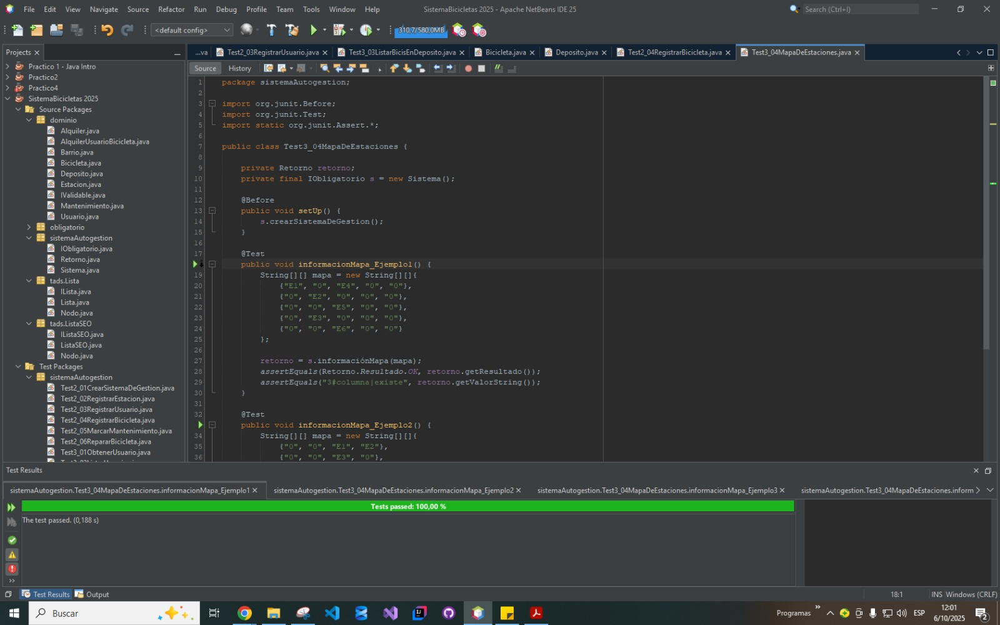 File Edit View Navigate Source Refactor Run Debug Profile Team Tools Window Help
SistemaBicicletas 2025 - Apache NetBeans IDE 25
Search (Ctrl+I)
<default config>
310,7/580,0MB
Projects
...va
Test2_03RegistrarUsuario.java
Test3_03ListarBicisEnDeposito.java
Bicicleta.java
Deposito.java
Test2_04RegistrarBicicleta.java
Test3_04MapaDeEstaciones.java
Source History
Practico 1 - Java Intro
Practico2
Practico4
SistemaBicicletas 2025
Source Packages
dominio
Alquiler.java
AlquilerUsuarioBicicleta.java
Barrio.java
Bicicleta.java
Deposito.java
Estacion.java
IValidable.java
Mantenimiento.java
Usuario.java
obligatorio
sistemaAutogestion
IObligatorio.java
Retorno.java
Sistema.java
tads.Lista
ILista.java
Lista.java
Nodo.java
tads.ListaSEO
IListaSEO.java
ListaSEO.java
Nodo.java
Test Packages
sistemaAutogestion
Test2_01CrearSistemaDeGestion.java
Test2_02RegistrarEstacion.java
Test2_03RegistrarUsuario.java
Test2_04RegistrarBicicleta.java
Test2_05MarcarMantenimiento.java
Test2_06RepararBicicleta.java
Test3_01ObtenerUsuario.java
1 package sistemaAutogestion;
2
3 import org.junit.Before;
4 import org.junit.Test;
5 import static org.junit.Assert.*;
6
7 public class Test3_04MapaDeEstaciones {
8
9 private Retorno retorno;
10 private final IObligatorio s = new Sistema();
11
12 @Before
13 public void setUp() {
14 s.crearSistemaDeGestion();
15 }
16
17 @Test
public void informacionMapa_Ejemplo1() {
19 String[][] mapa = new String[][]{
20 {"E1", "0", "E4", "0", "0"},
21 {"0", "E2", "0", "0", "0"},
22 {"0", "0", "E5", "0", "0"},
23 {"0", "E3", "0", "0", "0"},
24 {"0", "0", "E6", "0", "0"}
25 };
26
27 retorno = s.informaciónMapa(mapa);
28 assertEquals(Retorno.Resultado.OK, retorno.getResultado());
29 assertEquals("3#columna|existe", retorno.getValorString());
30 }
31
32 @Test
public void informacionMapa_Ejemplo2() {
34 String[][] mapa = new String[][]{
35 {"0", "0", "E1", "E2"},
36 {"0", "0", "E3", "0"},
Test Results
sistemaAutogestion.Test3_04MapaDeEstaciones.informacionMapa_Ejemplo1
sistemaAutogestion.Test3_04MapaDeEstaciones.informacionMapa_Ejemplo2
sistemaAutogestion.Test3_04MapaDeEstaciones.informacionMapa_Ejemplo3
sistemaAutogestion.Test3_04MapaDeEstaciones.inform
Tests passed: 100,00 %
The test passed. (0,188 s)
Test Results Output
18:1 INS Windows (CRLF)
Buscar
Programas
ESP
12:01
6/10/2025
2